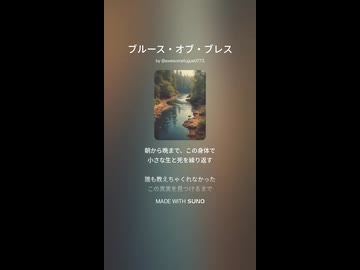 ブルース・オブ・ブレス
by @awesomefugue0773
朝から晩まで、この身体で
小さな生と死を繰り返す
誰も教えちゃくれなかった
この真実を見つけるまで
MADE WITH SUNO